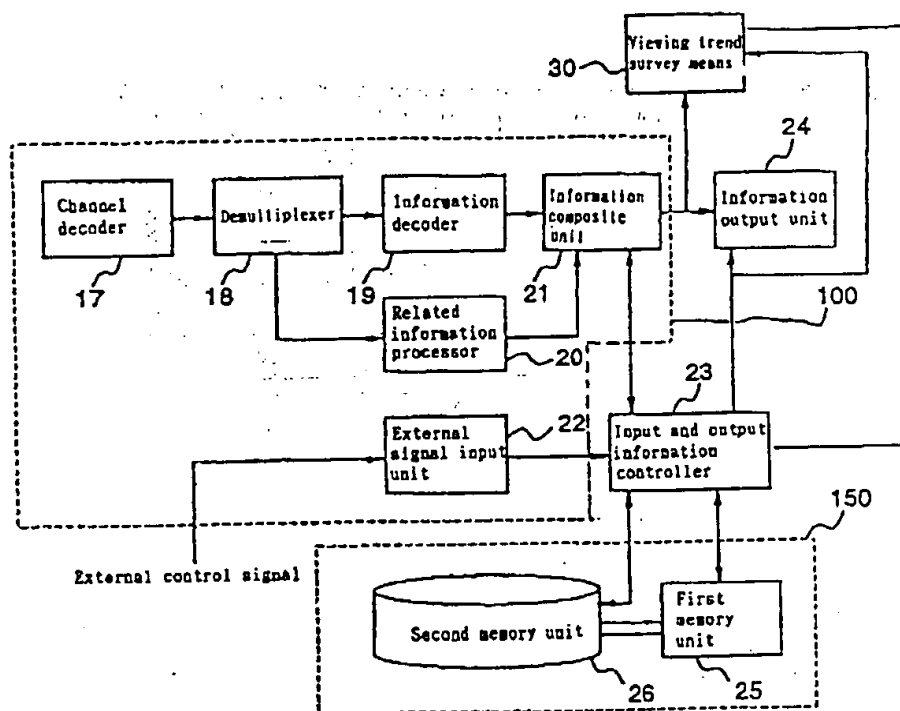 Viewing trend
survey means
30
24
Channel
decoder
17
Demultiplexer
18
Information
decoder
19
Information
composite
unit
21
Information
output unit
100
Related
information
processor
20
23
22
External
signal input
unit
Input and output
information
controller
150
External control signal
Second memory unit
26
First
memory
unit
25